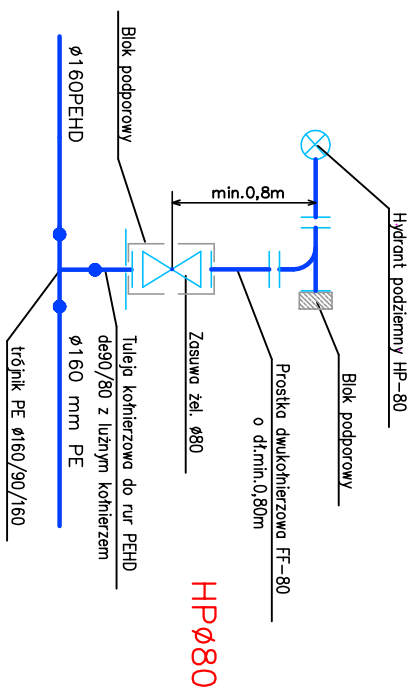 Hydrant podziemny HP-80
Blok podporowy
min.0,8m
Prostka dwukołnierzowa FF-80
o dł.min.0,80m
Zasuwa żel. ø80
Blok podporowy
Tuleja kołnierzowa do rur PEHD
de90/80 z luźnym kołnierzem
ø160PEHD
ø160 mm PE
trójnik PE ø160/90/160
HPø80